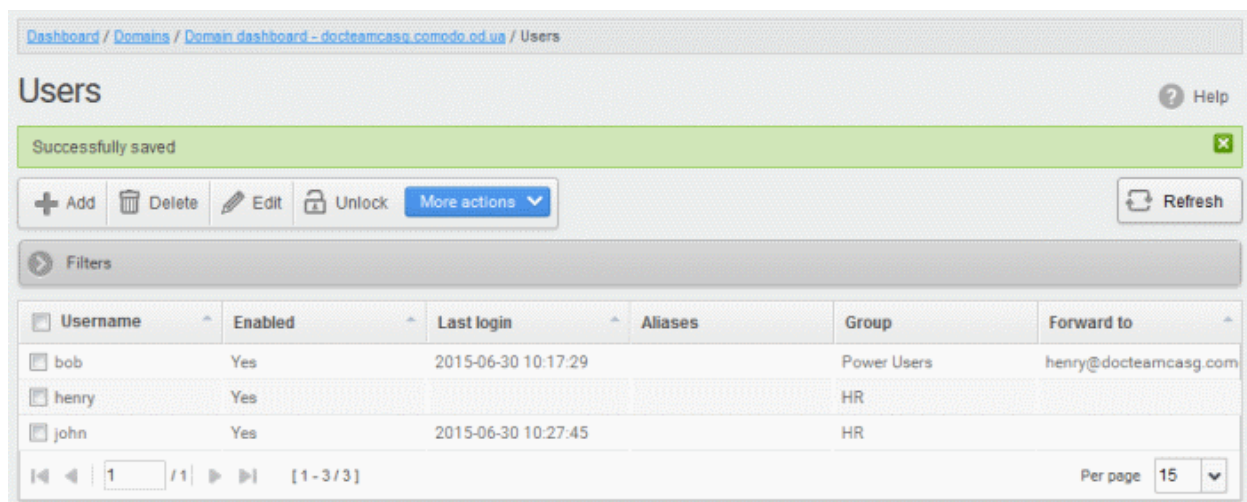 Dashboard / Domains / Domain dashboard - docteamcasg.comodo.od.ua / Users
Users
Help
Successfully saved
Add Delete Edit Unlock More actions Refresh
Filters
Username Enabled Last login Aliases Group Forward to
bob Yes 2015-06-30 10:17:29 Power Users henry@docteamcasg.com
henry Yes HR
john Yes 2015-06-30 10:27:45 HR
1 / 1 [ 1 - 3 / 3 ] Per page 15